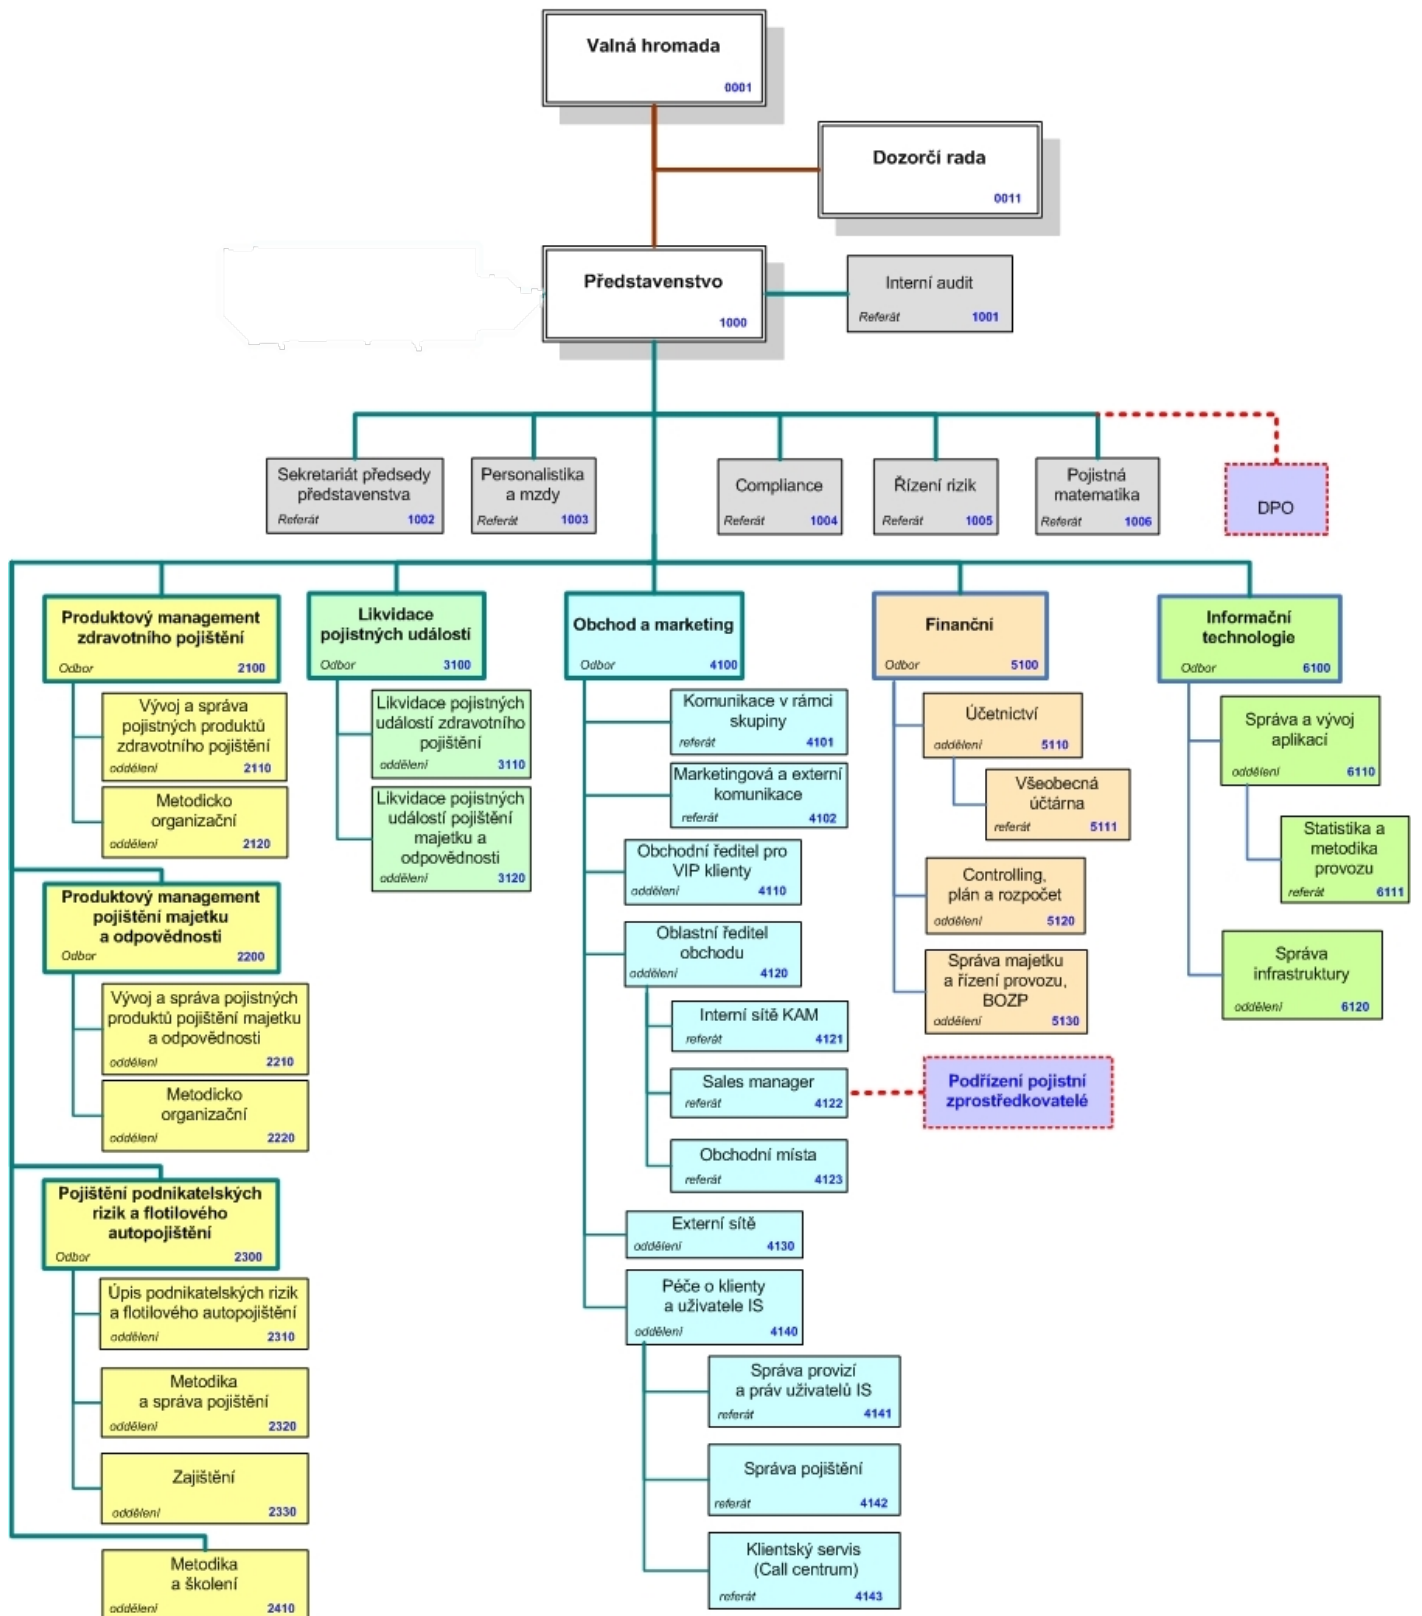 Valná hromada
0001
Dozorčí rada
0011
Představenstvo
1000
Interní audit
Referát 1001
Sekretariát předsedy
představenstva
Referát 1002
Personalistika
a mzdy
Referát 1003
Compliance
Referát 1004
Řízení rizik
Referát 1005
Pojistná
matematika
Referát 1006
DPO
Produktový management
zdravotního pojištění
Odbor 2100
Vývoj a správa
pojistných produktů
zdravotního pojištění
oddělení 2110
Metodicko
organizační
oddělení 2120
Produktový management
pojištění majetku
a odpovědnosti
Odbor 2200
Vývoj a správa pojistných
produktů pojištění majetku
a odpovědnosti
oddělení 2210
Metodicko
organizační
oddělení 2220
Pojištění podnikatelských
rizik a flotilového
autopojištění
Odbor 2300
Úpis podnikatelských rizik
a flotilového autopojištění
oddělení 2310
Metodika
a správa pojištění
oddělení 2320
Zajištění
oddělení 2330
Metodika
a školení
oddělení 2410
Likvidace
pojistných událostí
Odbor 3100
Likvidace pojistných
událostí zdravotního
pojištění
oddělení 3110
Likvidace pojistných
událostí pojištění
majetku a
odpovědnosti
oddělení 3120
Obchod a marketing
Odbor 4100
Komunikace v rámci
skupiny
referát 4101
Marketingová a externí
komunikace
referát 4102
Obchodní ředitel pro
VIP klienty
oddělení 4110
Oblastní ředitel
obchodu
oddělení 4120
Interní sítě KAM
referát 4121
Sales manager
referát 4122
Podřízení pojistní
zprostředkovatelé
Obchodní místa
referát 4123
Externí sítě
oddělení 4130
Péče o klienty
a uživatele IS
oddělení 4140
Správa provizí
a práv uživatelů IS
referát 4141
Správa pojištění
referát 4142
Klientský servis
(Call centrum)
referát 4143
Finanční
Odbor 5100
Účetnictví
oddělení 5110
Všeobecná
účtárna
referát 5111
Controlling,
plán a rozpočet
oddělení 5120
Správa majetku
a řízení provozu,
BOZP
oddělení 5130
Informační
technologie
Odbor 6100
Správa a vývoj
aplikací
oddělení 6110
Statistika a
metodika
provozu
referát 6111
Správa
infrastruktury
oddělení 6120